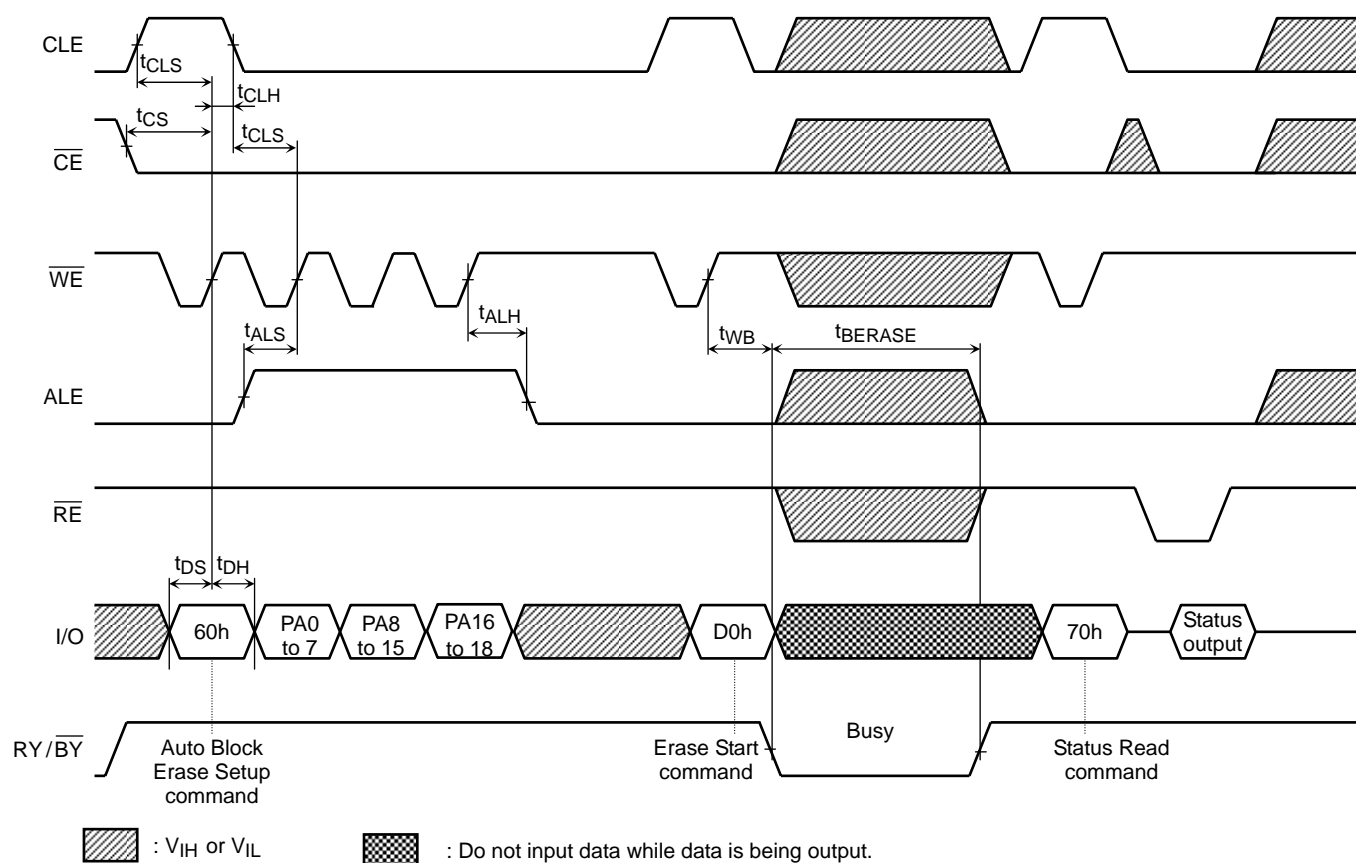 CLE
tCLS
tCLH
tCS
tCLS
CE
WE
tALS
tALH
tWB
tBERASE
ALE
RE
tDS
tDH
I/O
60h
PA0
to 7
PA8
to 15
PA16
to 18
D0h
70h
Status
output
RY/BY
Busy
Auto Block
Erase Setup
command
Erase Start
command
Status Read
command
: VIH or VIL
: Do not input data while data is being output.